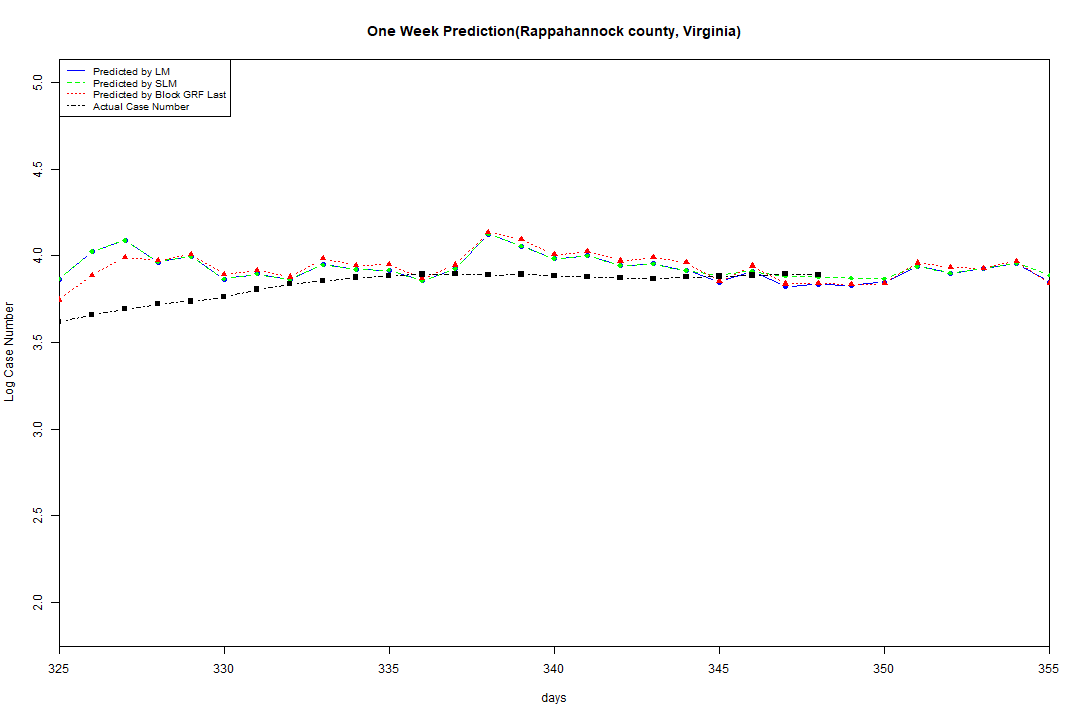 One Week Prediction(Rappahannock county, Virginia)
Predicted by LM
Predicted by SLM
Predicted by Block GRF Last
Actual Case Number
5.0
4.5
4.0
3.5
3.0
2.5
2.0
Log Case Number
325 330 335 340 345 350 355
days